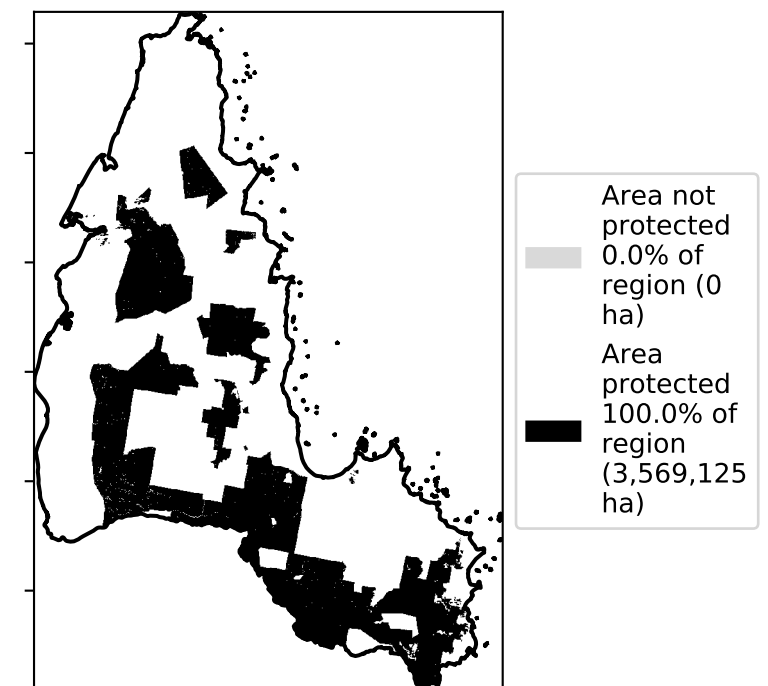 Area not
protected
0.0% of
region (0
ha)
Area
protected
100.0% of
region
(3,569,125
ha)